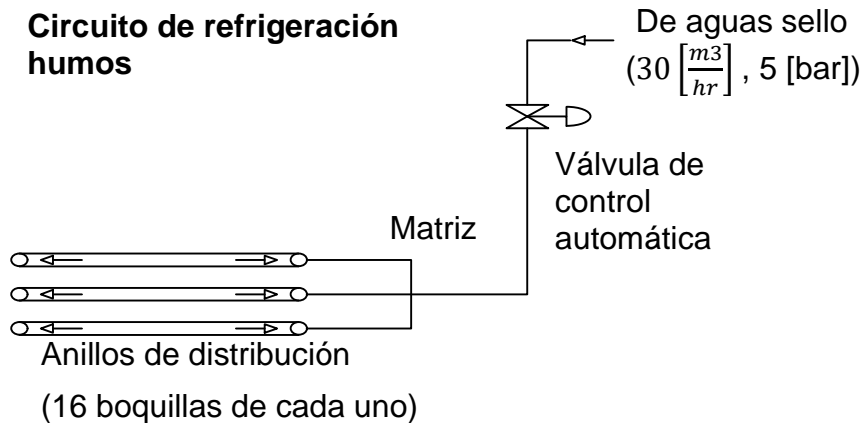 Circuito de refrigeración
humos
De aguas sello
(30 [m3/hr] , 5 [bar])
Válvula de
control
automática
Matriz
Anillos de distribución
(16 boquillas de cada uno)